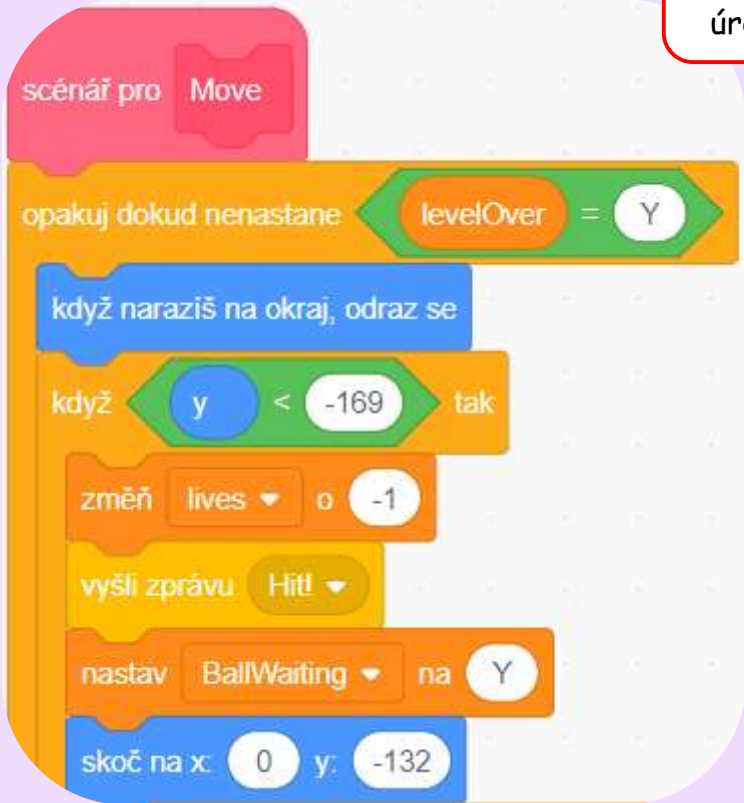 úro
scénář pro Move
opakuj dokud nenastane levelOver = Y
když narazíš na okraj, odraz se
když y < -169 tak
změň lives o -1
vyšli zprávu Hit!
nastav BallWaiting na Y
skoč na x: 0 y: -132